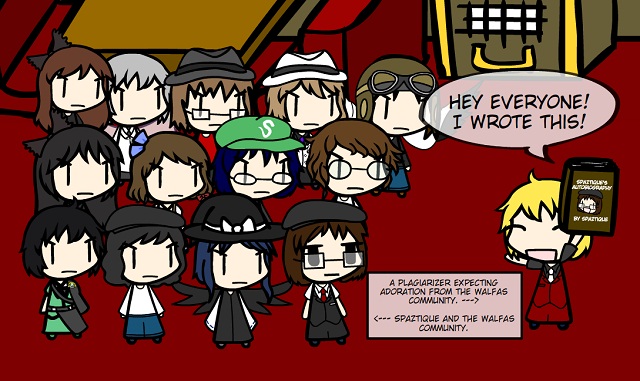 HEY EVERYONE!
I WROTE THIS!
SPAZTIQUE'S
AUTOBIOGRAPHY
BY SPAZTIQUE
S
A PLAGIARIZER EXPECTING
ADORATION FROM THE WALFAS
COMMUNITY. --->
<--- SPAZTIQUE AND THE WALFAS
COMMUNITY.